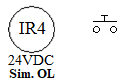 IR4
24VDC
Sim. OL